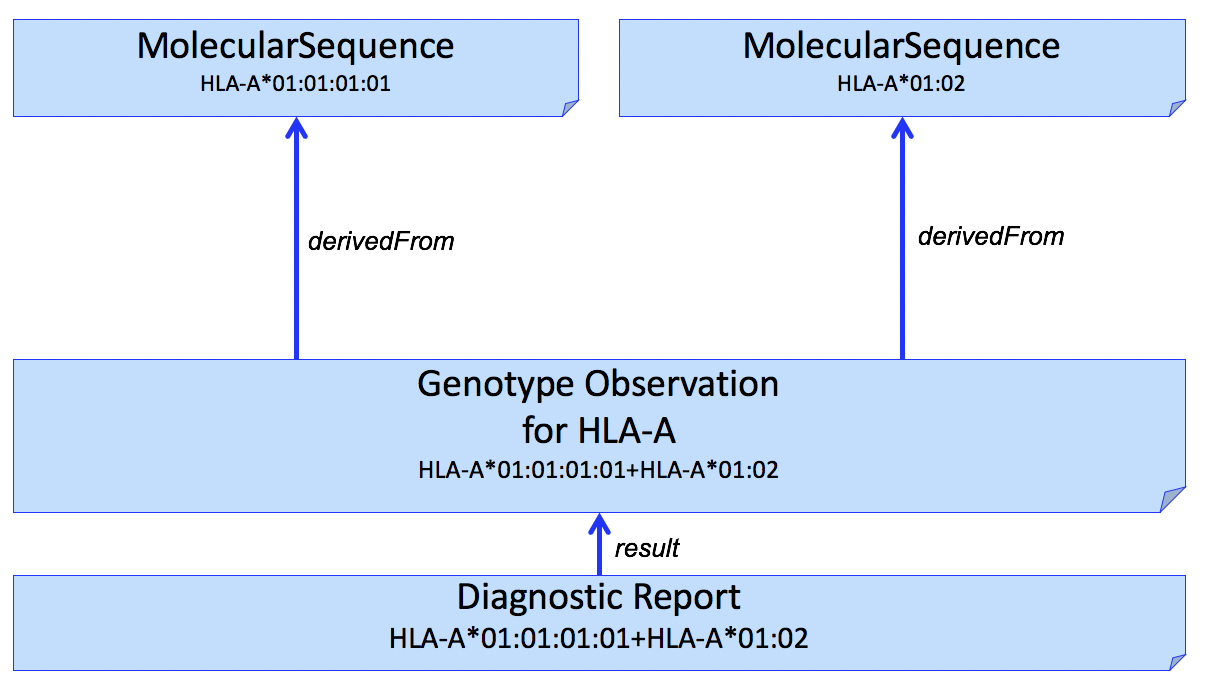 MolecularSequence
HLA-A*01:01:01:01
MolecularSequence
HLA-A*01:02
derivedFrom
derivedFrom
Genotype Observation
for HLA-A
HLA-A*01:01:01:01+HLA-A*01:02
result
Diagnostic Report
HLA-A*01:01:01:01+HLA-A*01:02